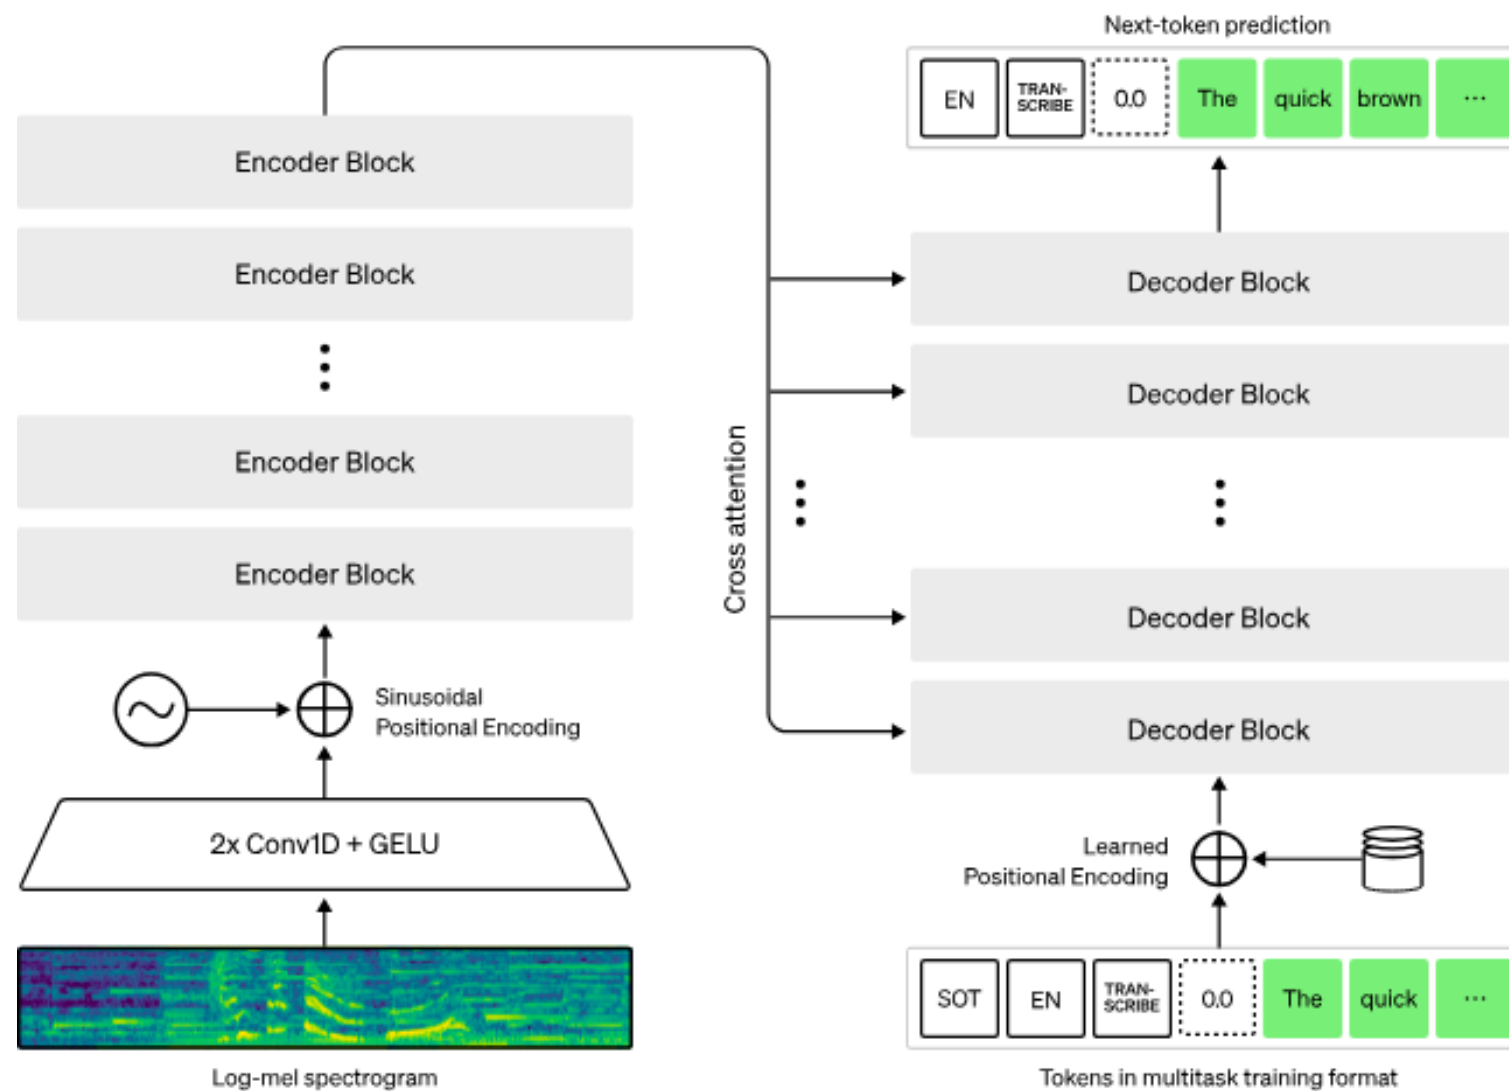 Next-token prediction
EN TRAN-SCRIBE 0.0 The quick brown ...
Encoder Block
Encoder Block
Encoder Block
Encoder Block
Sinusoidal
Positional Encoding
2x Conv1D + GELU
Log-mel spectrogram
Cross attention
Decoder Block
Decoder Block
Decoder Block
Decoder Block
Learned
Positional Encoding
SOT EN TRAN-SCRIBE 0.0 The quick ...
Tokens in multitask training format